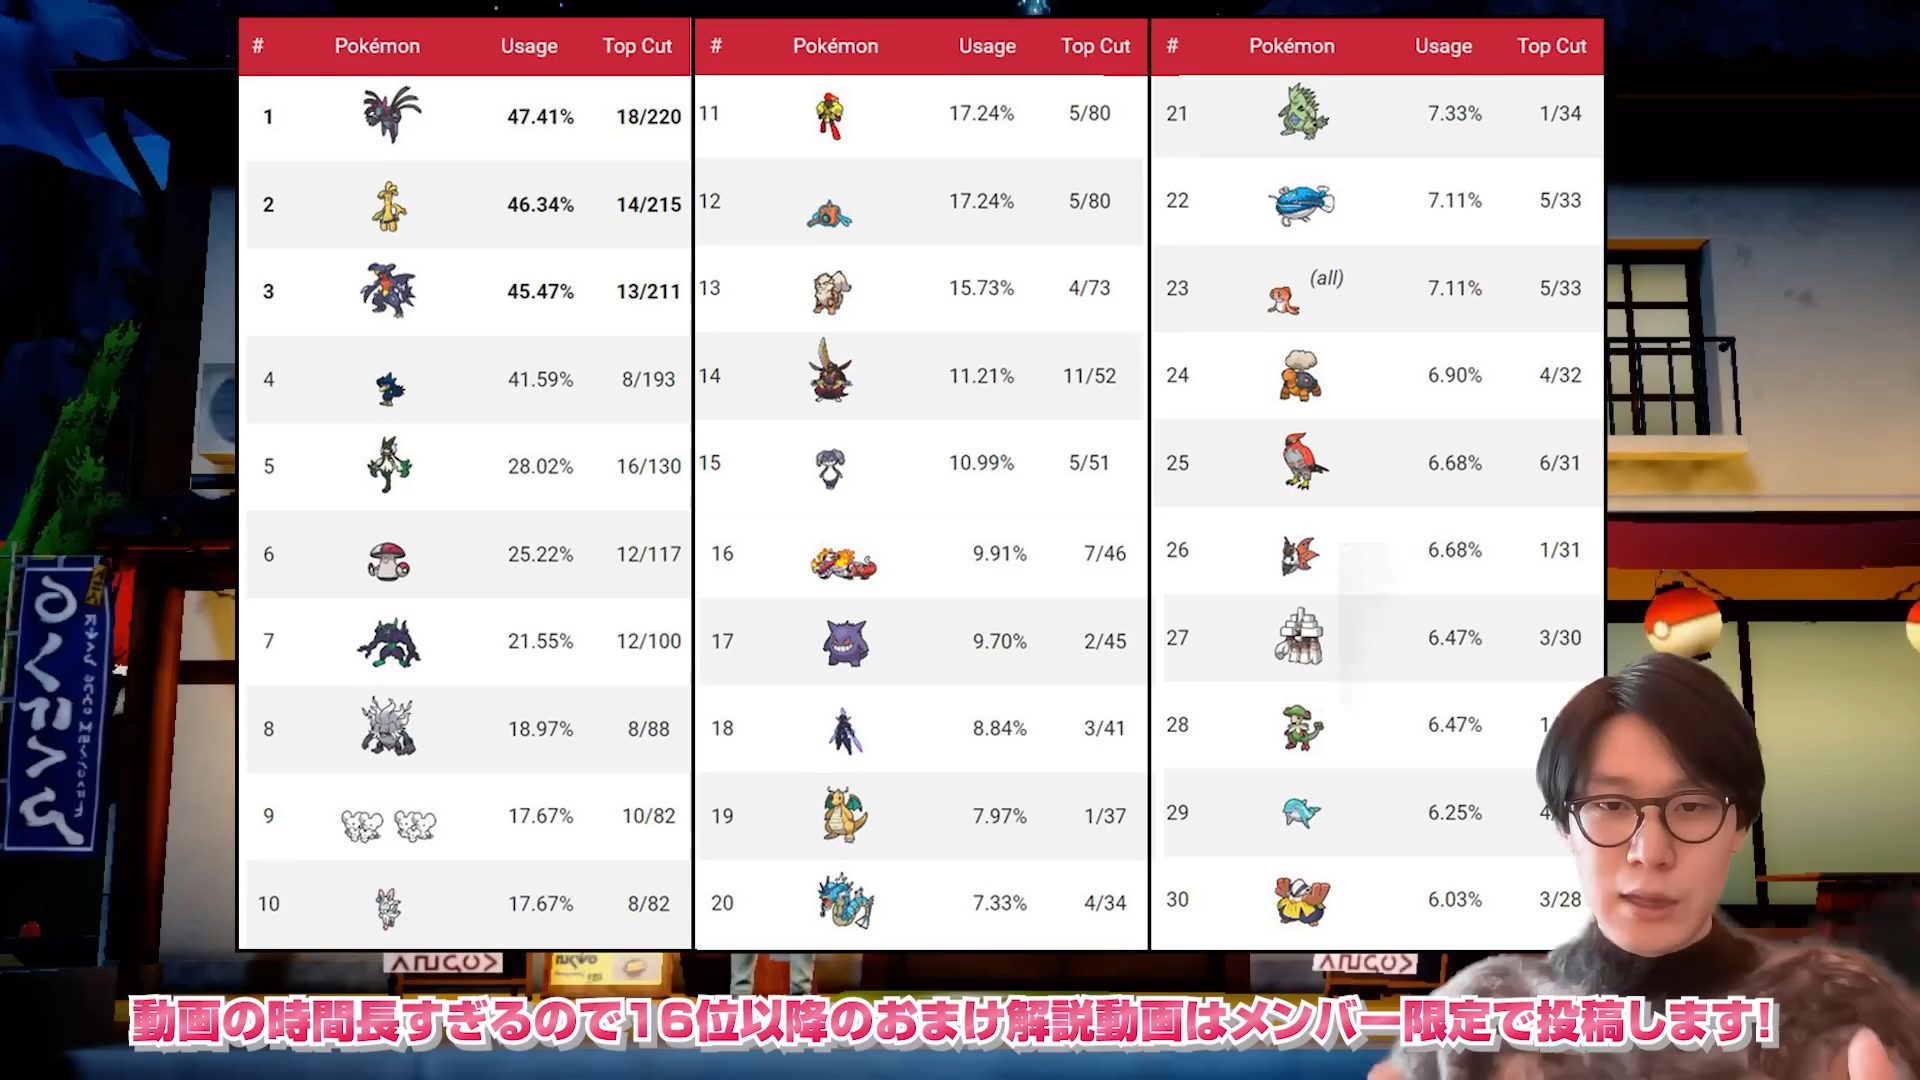 # Pokémon Usage Top Cut
1 47.41% 18/220
2 46.34% 14/215
3 45.47% 13/211
4 41.59% 8/193
5 28.02% 16/130
6 25.22% 12/117
7 21.55% 12/100
8 18.97% 8/88
9 17.67% 10/82
10 17.67% 8/82
# Pokémon Usage Top Cut
11 17.24% 5/80
12 17.24% 5/80
13 15.73% 4/73
14 11.21% 11/52
15 10.99% 5/51
16 9.91% 7/46
17 9.70% 2/45
18 8.84% 3/41
19 7.97% 1/37
20 7.33% 4/34
# Pokémon Usage Top Cut
21 7.33% 1/34
22 7.11% 5/33
23 (all) 7.11% 5/33
24 6.90% 4/32
25 6.68% 6/31
26 6.68% 1/31
27 6.47% 3/30
28 6.47%
29 6.25%
30 6.03% 3/28
動画の時間長すぎるので16位以降のおまけ解説動画はメンバー限定で投稿します!